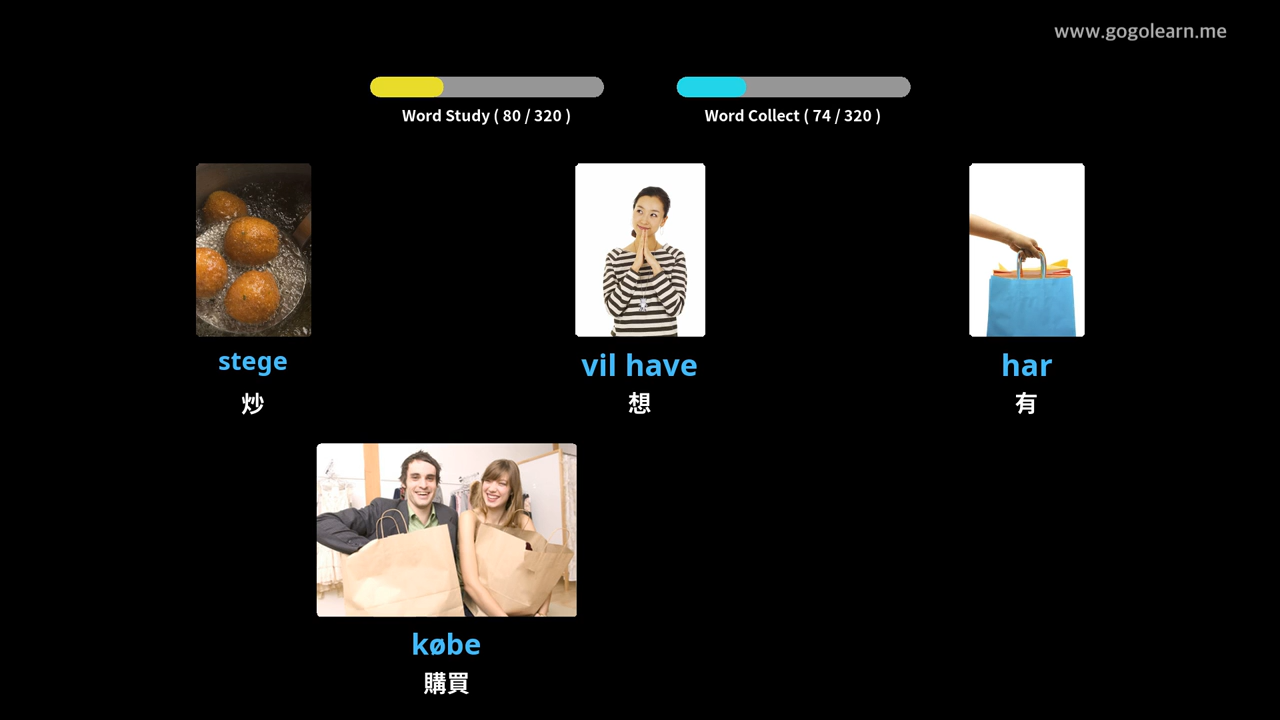 www.gogolearn.me
Word Study ( 80 / 320 )
Word Collect ( 74 / 320 )
stege
炒
vil have
想
har
有
købe
購買